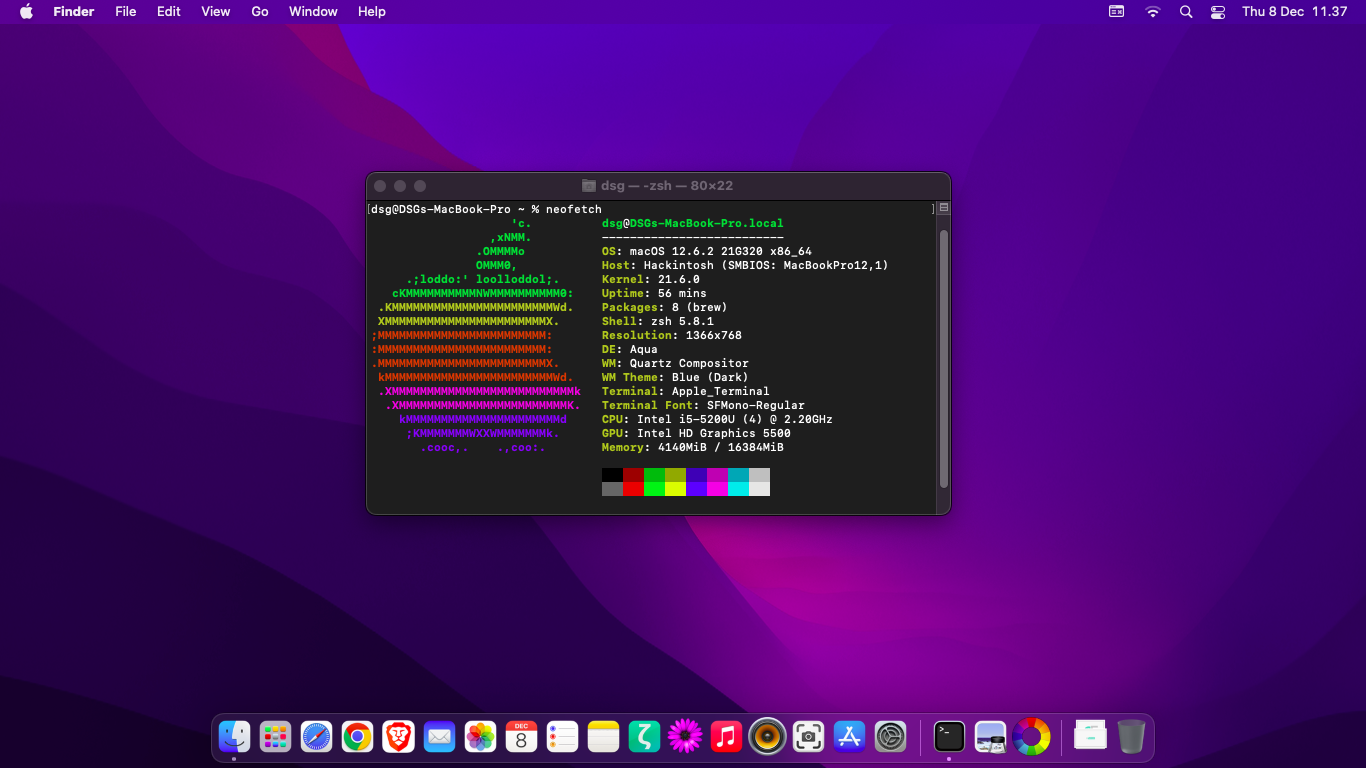 Finder File Edit View Go Window Help Thu 8 Dec 11.37
dsg — -zsh — 80×22
[dsg@DSGs-MacBook-Pro ~ % neofetch ]
'c. dsg@DSGs-MacBook-Pro.local
,xNMM. --------------------------
.OMMMMo OS: macOS 12.6.2 21G320 x86_64
OMMM0, Host: Hackintosh (SMBIOS: MacBookPro12,1)
.;loddo:' loolloddol;. Kernel: 21.6.0
cKMMMMMMMMMMNWMMMMMMMMMM0: Uptime: 56 mins
.KMMMMMMMMMMMMMMMMMMMMMMMWd. Packages: 8 (brew)
XMMMMMMMMMMMMMMMMMMMMMMMX. Shell: zsh 5.8.1
;MMMMMMMMMMMMMMMMMMMMMMMM: Resolution: 1366x768
:MMMMMMMMMMMMMMMMMMMMMMMM: DE: Aqua
.MMMMMMMMMMMMMMMMMMMMMMMMX. WM: Quartz Compositor
kMMMMMMMMMMMMMMMMMMMMMMMMWd. WM Theme: Blue (Dark)
.XMMMMMMMMMMMMMMMMMMMMMMMMMMk Terminal: Apple_Terminal
.XMMMMMMMMMMMMMMMMMMMMMMMMK. Terminal Font: SFMono-Regular
kMMMMMMMMMMMMMMMMMMMMMMd CPU: Intel i5-5200U (4) @ 2.20GHz
;KMMMMMMMWXXWMMMMMMMk. GPU: Intel HD Graphics 5500
.cooc,. .,coo:. Memory: 4140MiB / 16384MiB
DEC
8
>_